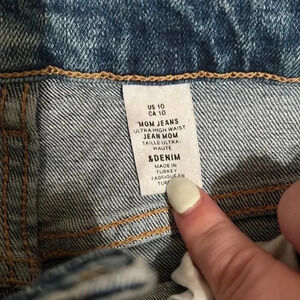 US 10
CA 10
MOM JEANS
ULTRA HIGH WAIST
JEAN MOM
TAILLE ULTRA-
HAUTE
&DENIM
MADE IN
TURKEY
FABRIQUÉ EN